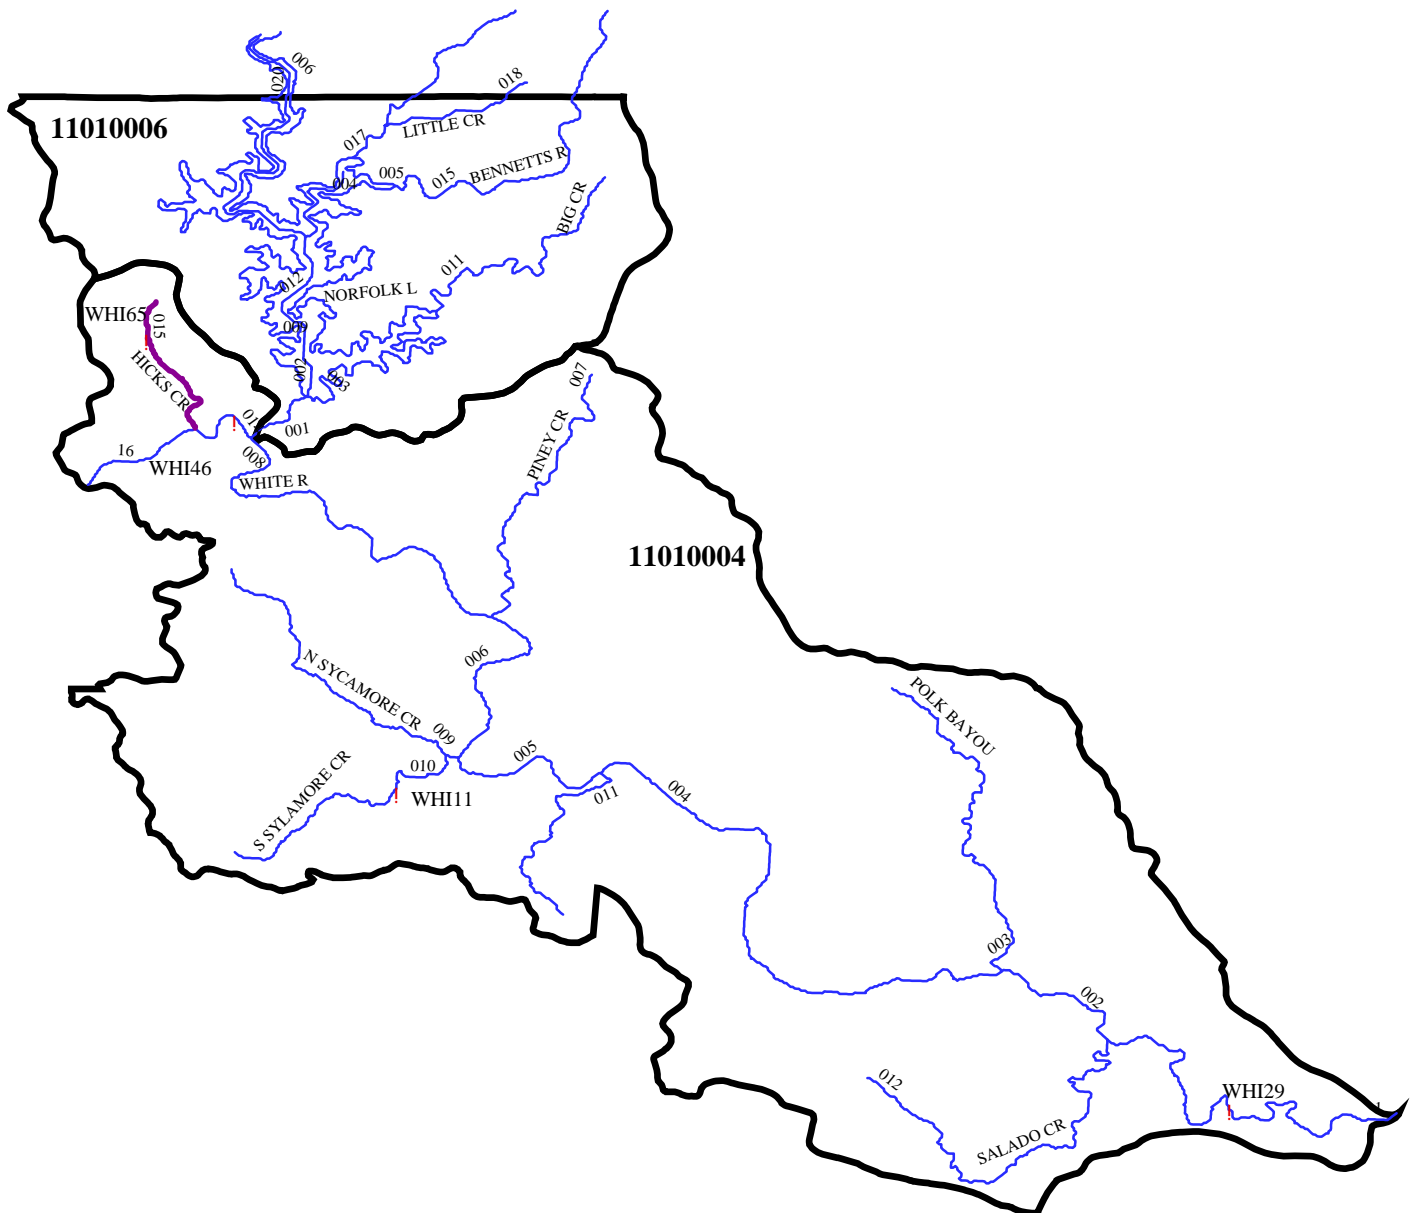 006
020
018
11010006
017
LITTLE CR
005
015
BENNETTS R
004
BIG CR
011
012
NORFOLK L
WHI65
015
009
002
003
007
HICKS CR
001
PINEY CR
16
WHI46
008
WHITE R
11010004
N SYCAMORE CR
006
POLK BAYOU
009
005
010
S SYLAMORE CR
WHI11
011
004
003
002
012
WHI29
1
SALADO CR